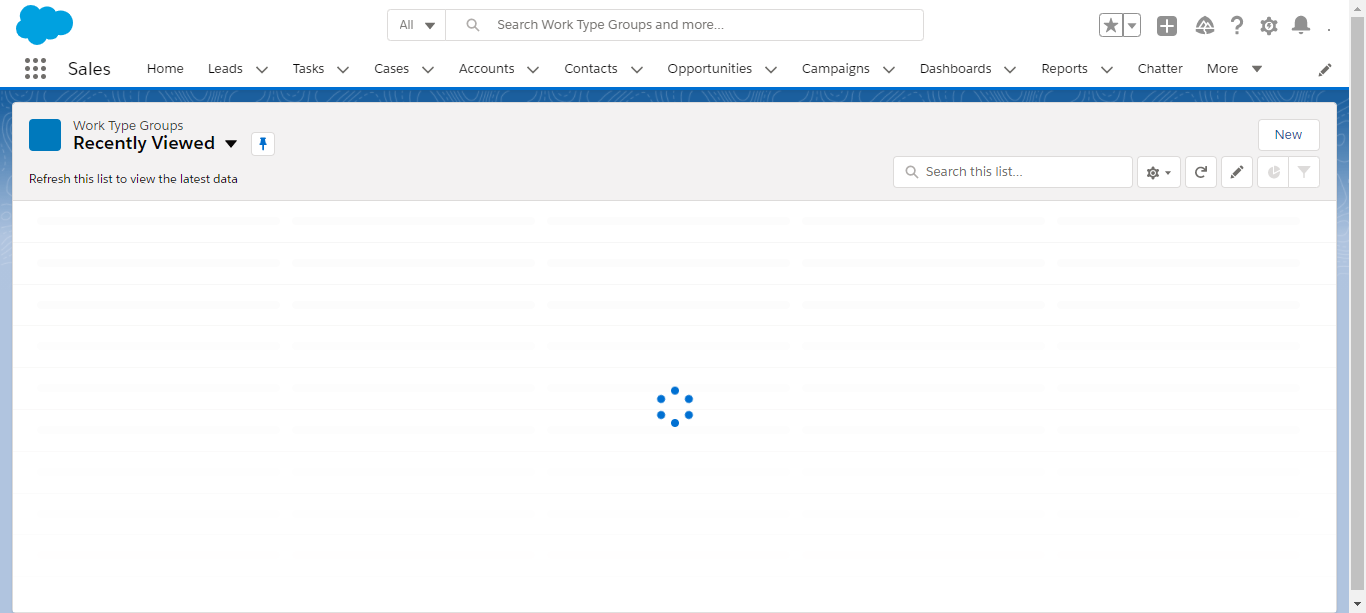 All
Search Work Type Groups and more...
Sales
Home
Leads
Tasks
Cases
Accounts
Contacts
Opportunities
Campaigns
Dashboards
Reports
Chatter
More
Work Type Groups
Recently Viewed
New
Refresh this list to view the latest data
Search this list...